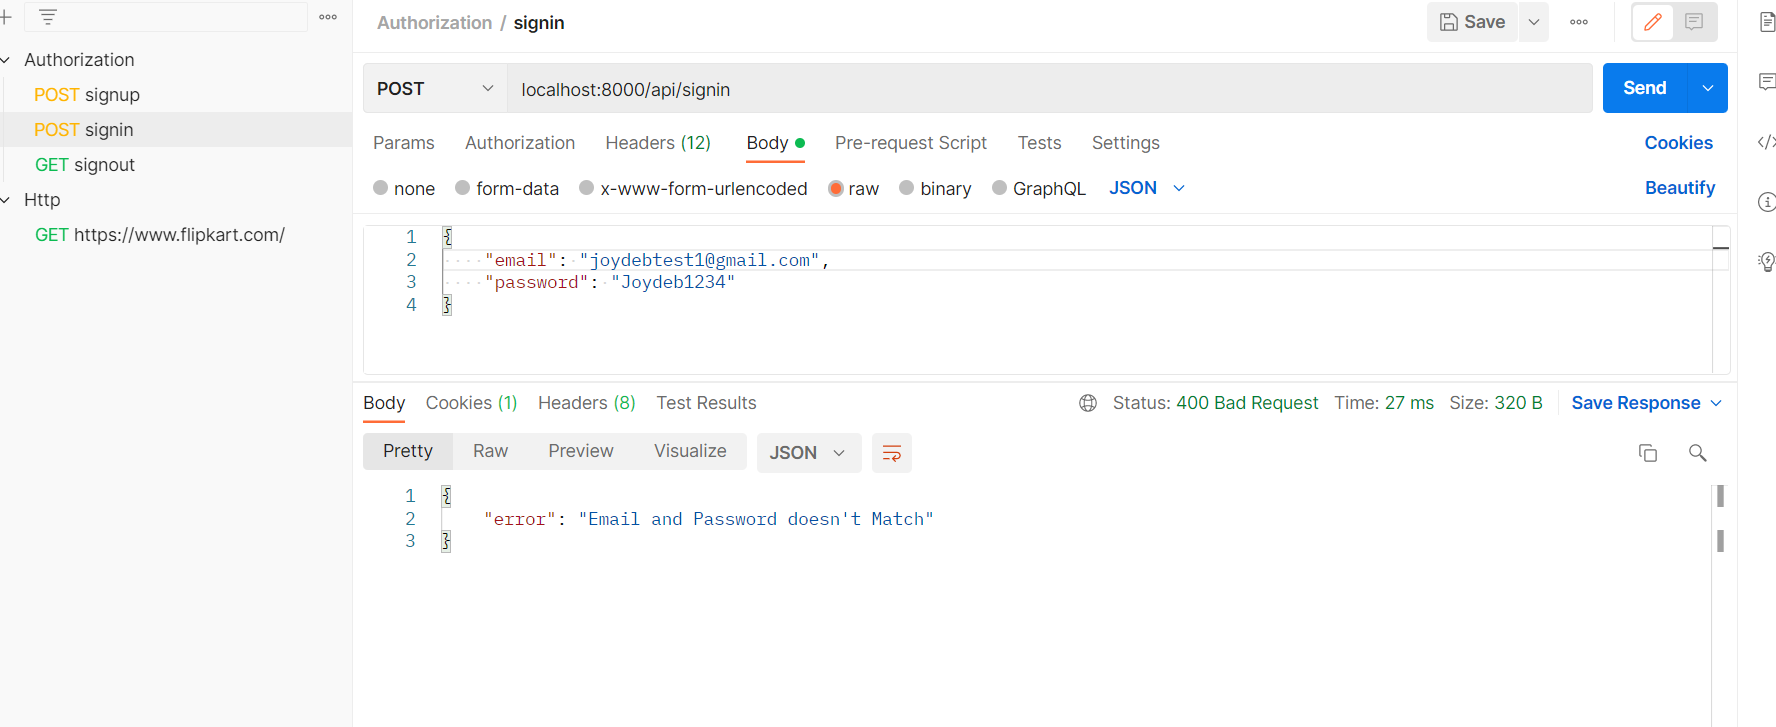 Authorization
POST signup
POST signin
GET signout
Http
GET https://www.flipkart.com/
Authorization / signin
Save
POST
localhost:8000/api/signin
Send
Params
Authorization
Headers (12)
Body
Pre-request Script
Tests
Settings
Cookies
none
form-data
x-www-form-urlencoded
raw
binary
GraphQL
JSON
Beautify
1 {
2 "email": "joydebtest1@gmail.com",
3 "password": "Joydeb1234"
4 }
Body
Cookies (1)
Headers (8)
Test Results
Status: 400 Bad Request
Time: 27 ms
Size: 320 B
Save Response
Pretty
Raw
Preview
Visualize
JSON
1 {
2 "error": "Email and Password doesn't Match"
3 }